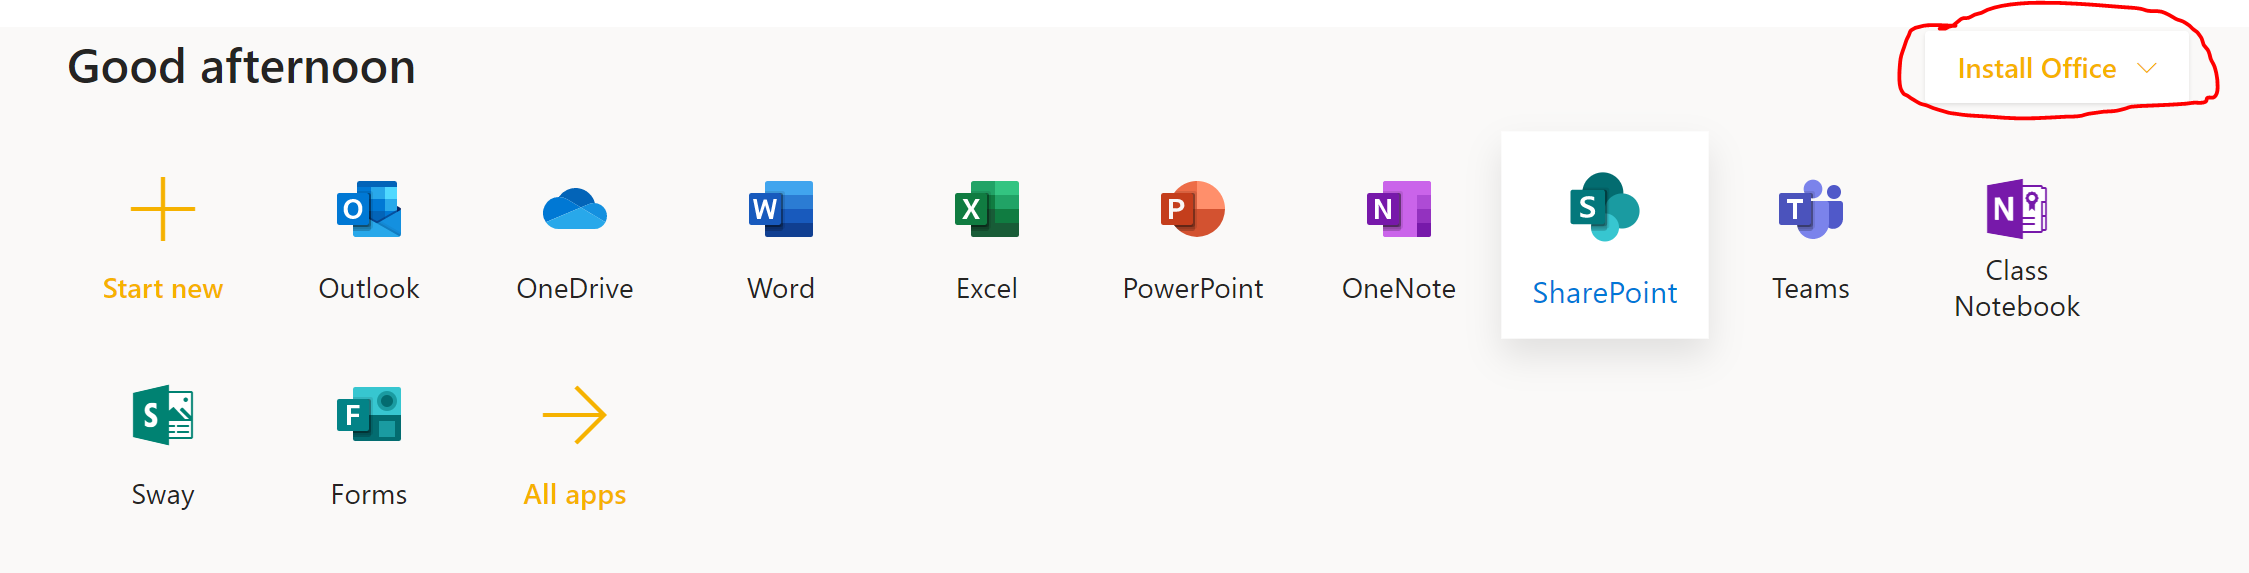 Good afternoon
Install Office
Start new
O
Outlook
OneDrive
W
Word
X
Excel
P
PowerPoint
N
OneNote
S
SharePoint
T
Teams
N
Class
Notebook
S
Sway
F
Forms
All apps